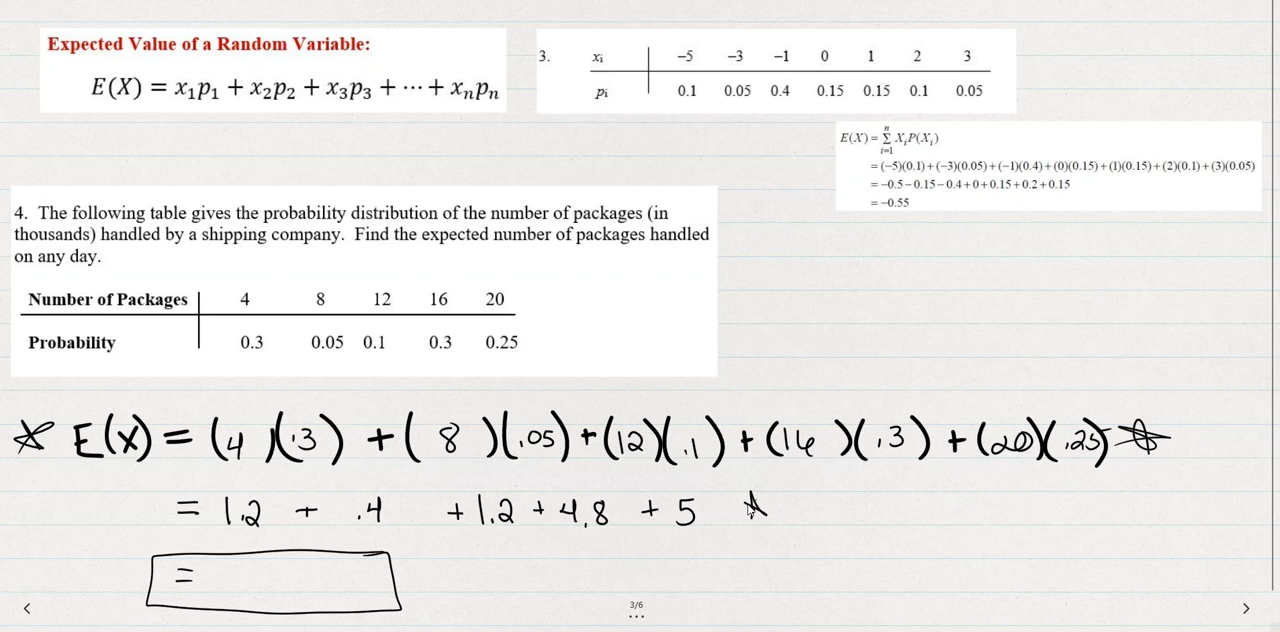 Expected Value of a Random Variable:
E(X) = x₁p₁ + x₂p₂ + x₃p₃ + ⋯ + xₙpₙ
3. xᵢ -5 -3 -1 0 1 2 3
pᵢ 0.1 0.05 0.4 0.15 0.15 0.1 0.05
E(X) = Σ XᵢP(Xᵢ) n i=1
= (-5)(0.1)+(-3)(0.05)+(-1)(0.4)+(0)(0.15)+(1)(0.15)+(2)(0.1)+(3)(0.05)
= -0.5-0.15-0.4+0+0.15+0.2+0.15
= -0.55
4. The following table gives the probability distribution of the number of packages (in
thousands) handled by a shipping company. Find the expected number of packages handled
on any day.
Number of Packages 4 8 12 16 20
Probability 0.3 0.05 0.1 0.3 0.25
* E(X) = (4)(.3) + (8)(.05) + (12)(.1) + (16)(.3) + (20)(.25)
= 1.2 + .4 + 1.2 + 4.8 + 5
=
3/6